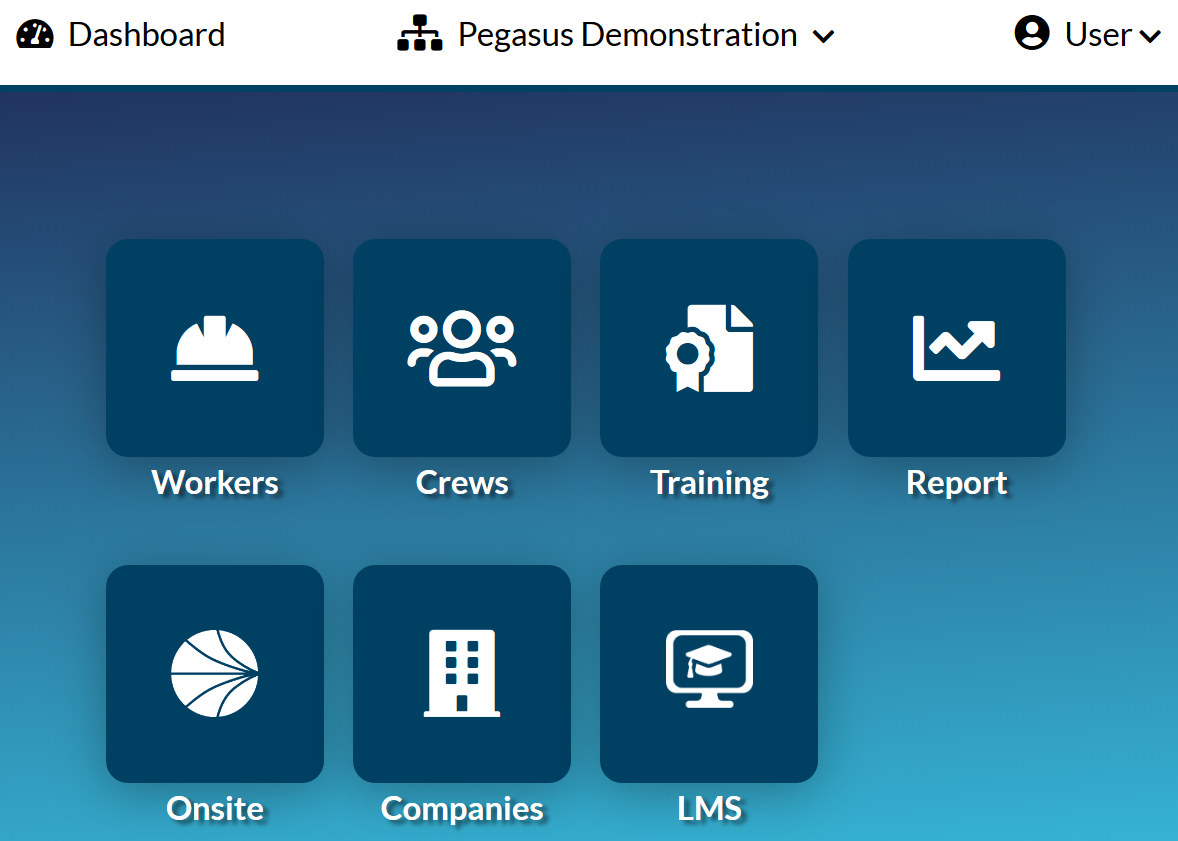 Dashboard
Pegasus Demonstration
User
Workers
Crews
Training
Report
Onsite
Companies
LMS